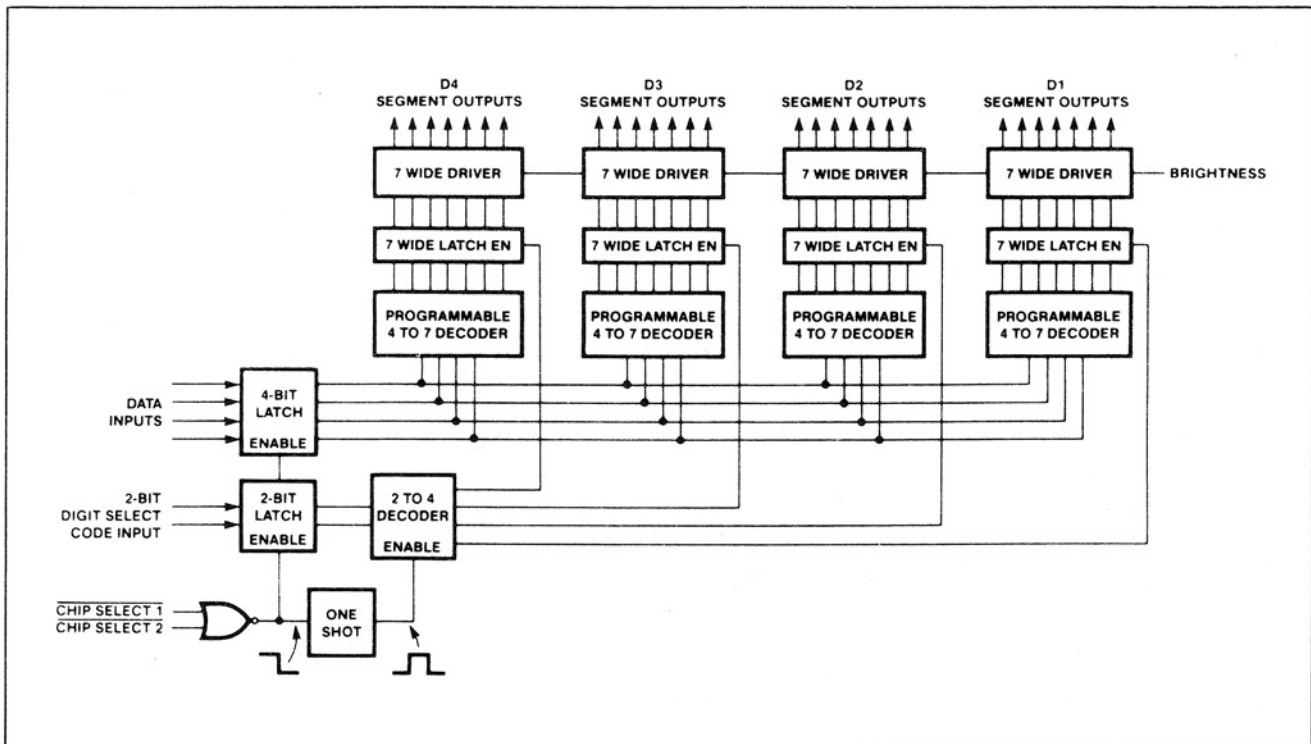 D4
SEGMENT OUTPUTS
D3
SEGMENT OUTPUTS
D2
SEGMENT OUTPUTS
D1
SEGMENT OUTPUTS
7 WIDE DRIVER
7 WIDE DRIVER
7 WIDE DRIVER
7 WIDE DRIVER
BRIGHTNESS
7 WIDE LATCH EN
7 WIDE LATCH EN
7 WIDE LATCH EN
7 WIDE LATCH EN
PROGRAMMABLE
4 TO 7 DECODER
PROGRAMMABLE
4 TO 7 DECODER
PROGRAMMABLE
4 TO 7 DECODER
PROGRAMMABLE
4 TO 7 DECODER
DATA
INPUTS
4-BIT
LATCH
ENABLE
2-BIT
DIGIT SELECT
CODE INPUT
2-BIT
LATCH
ENABLE
2 TO 4
DECODER
ENABLE
CHIP SELECT 1
CHIP SELECT 2
ONE
SHOT